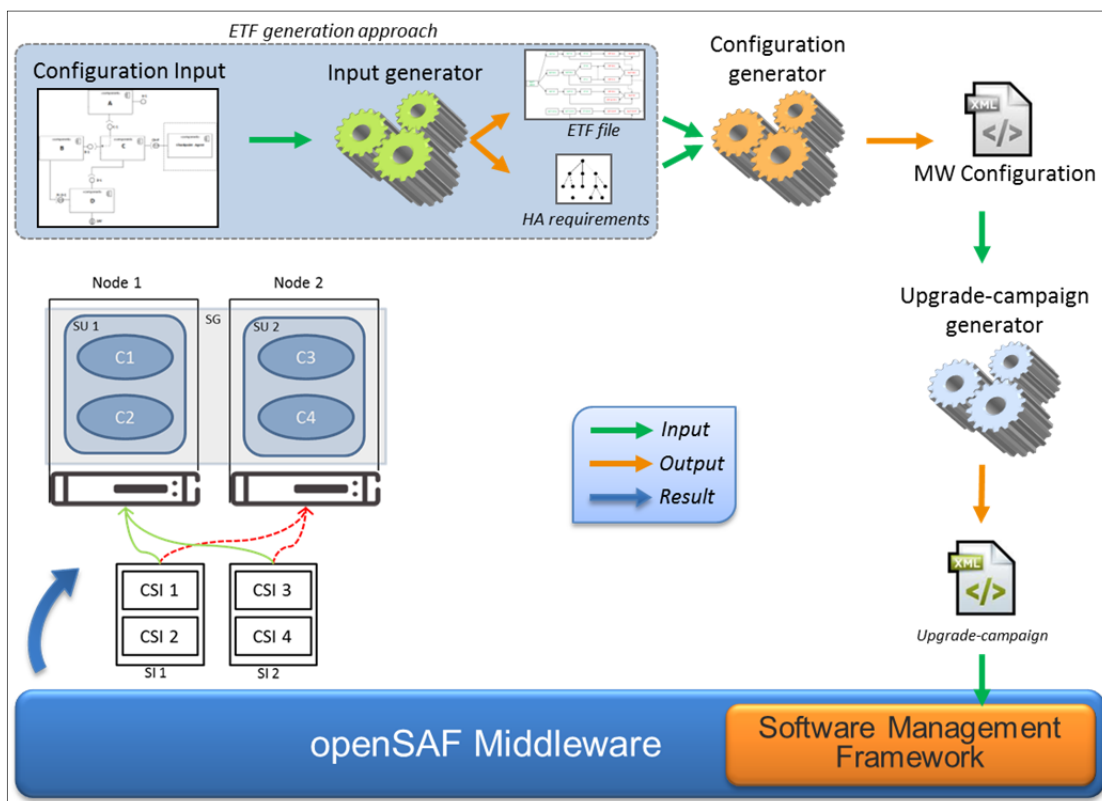 ETF generation approach
Configuration Input
Input generator
ETF file
HA requirements
Configuration
generator
XML
</>
MW Configuration
Upgrade-campaign
generator
Node 1
Node 2
SU 1
SG
SU 2
C1
C3
C2
C4
Input
Output
Result
CSI 1
CSI 3
CSI 2
CSI 4
SI 1
SI 2
XML
</>
Upgrade-campaign
openSAF Middleware
Software Management
Framework
A
B
C
D